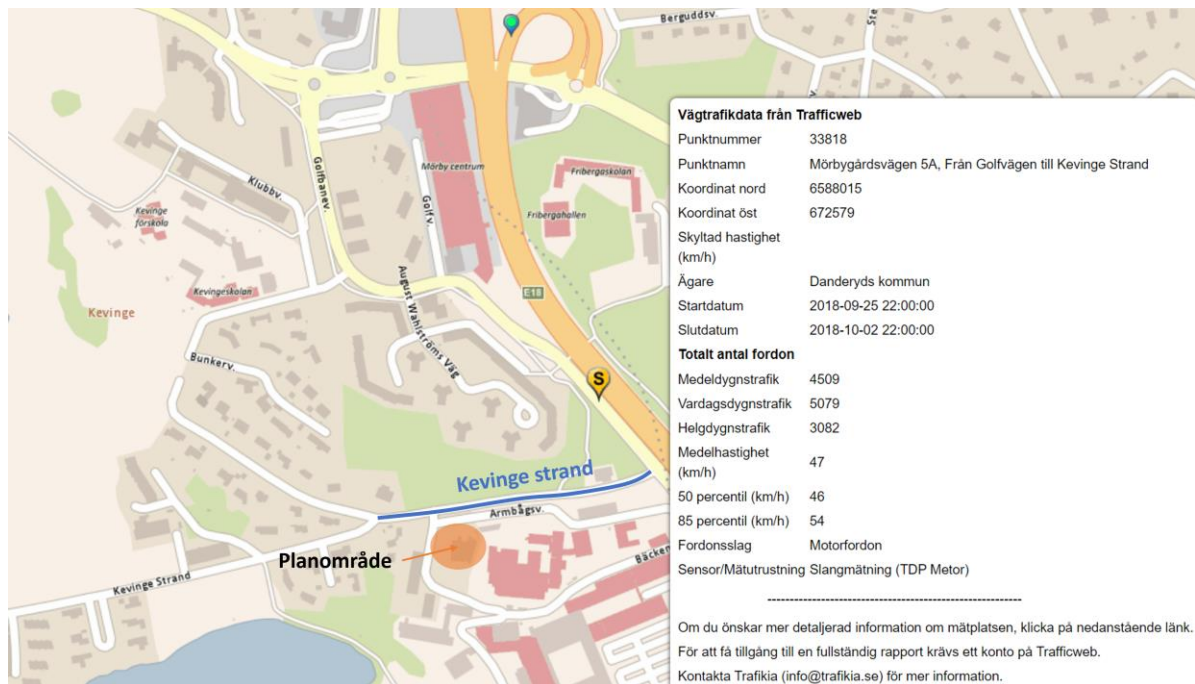 Berguddsv.
Ste
Mörby centrum
Fribergaskolan
Golfbanev.
Klubbv.
Golfv.
Kevinge
förskola
Fribergahallen
Kevingeskolan
E18
Kevinge
August Wahlströms Väg
Bunkerv.
S
Kevinge strand
Armbågsv.
Planområde
Bäcken
Kevinge Strand
Vägtrafikdata från Trafficweb
Punktnummer 33818
Punktnamn Mörbygårdsvägen 5A, Från Golfvägen till Kevinge Strand
Koordinat nord 6588015
Koordinat öst 672579
Skyltad hastighet
(km/h)
Ägare Danderyds kommun
Startdatum 2018-09-25 22:00:00
Slutdatum 2018-10-02 22:00:00
Totalt antal fordon
Medeldygnstrafik 4509
Vardagsdygnstrafik 5079
Helgdygnstrafik 3082
Medelhastighet
(km/h) 47
50 percentil (km/h) 46
85 percentil (km/h) 54
Fordonsslag Motorfordon
Sensor/Mätutrustning Slangmätning (TDP Metor)
--------------------------------------------------------
Om du önskar mer detaljerad information om mätplatsen, klicka på nedanstående länk.
För att få tillgång till en fullständig rapport krävs ett konto på Trafficweb.
Kontakta Trafikia (info@trafikia.se) för mer information.